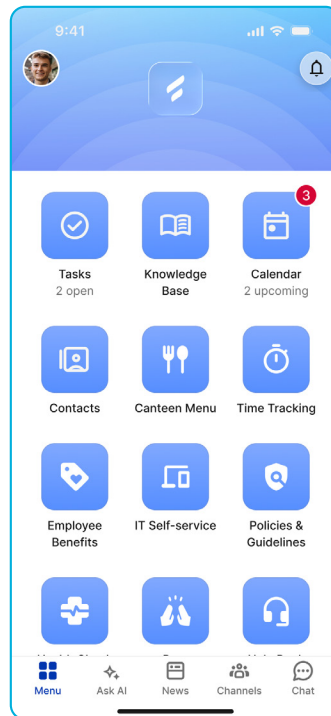 9:41
3
Tasks
2 open
Knowledge
Base
Calendar
2 upcoming
Contacts
Canteen Menu
Time Tracking
Employee
Benefits
IT Self-service
Policies &
Guidelines
Menu
Ask AI
News
Channels
Chat